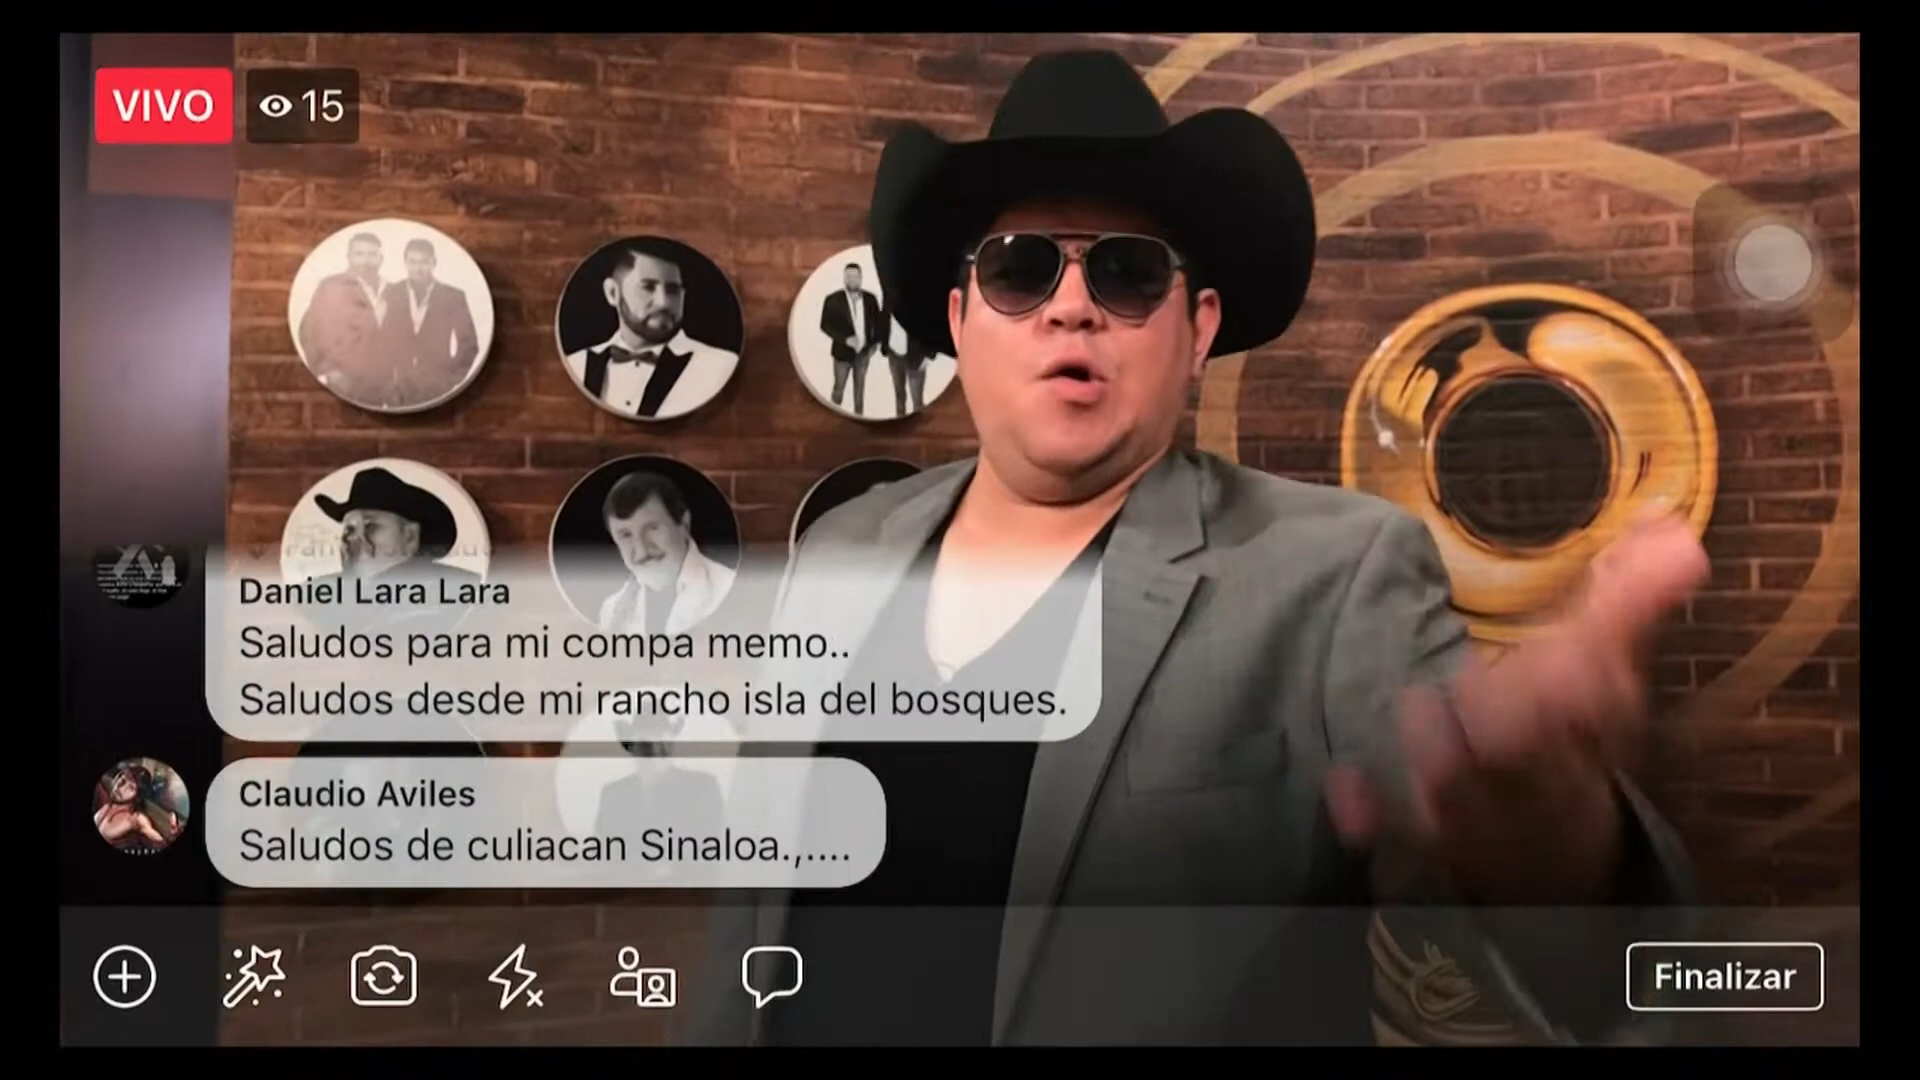 VIVO
15
Daniel Lara Lara
Saludos para mi compa memo..
Saludos desde mi rancho isla del bosques.
Claudio Aviles
Saludos de culiacan Sinaloa.,....
Finalizar